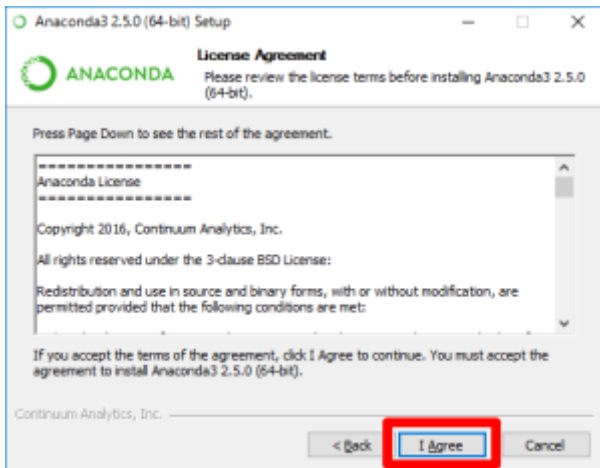 Anaconda3 2.5.0 (64-bit) Setup
ANACONDA
License Agreement
Please review the license terms before installing Anaconda3 2.5.0
(64-bit).
Press Page Down to see the rest of the agreement.
================
Anaconda License
================
Copyright 2016, Continuum Analytics, Inc.
All rights reserved under the 3-clause BSD License:
Redistribution and use in source and binary forms, with or without modification, are
permitted provided that the following conditions are met:
If you accept the terms of the agreement, click I Agree to continue. You must accept the
agreement to install Anaconda3 2.5.0 (64-bit).
Continuum Analytics, Inc.
< Back I Agree Cancel